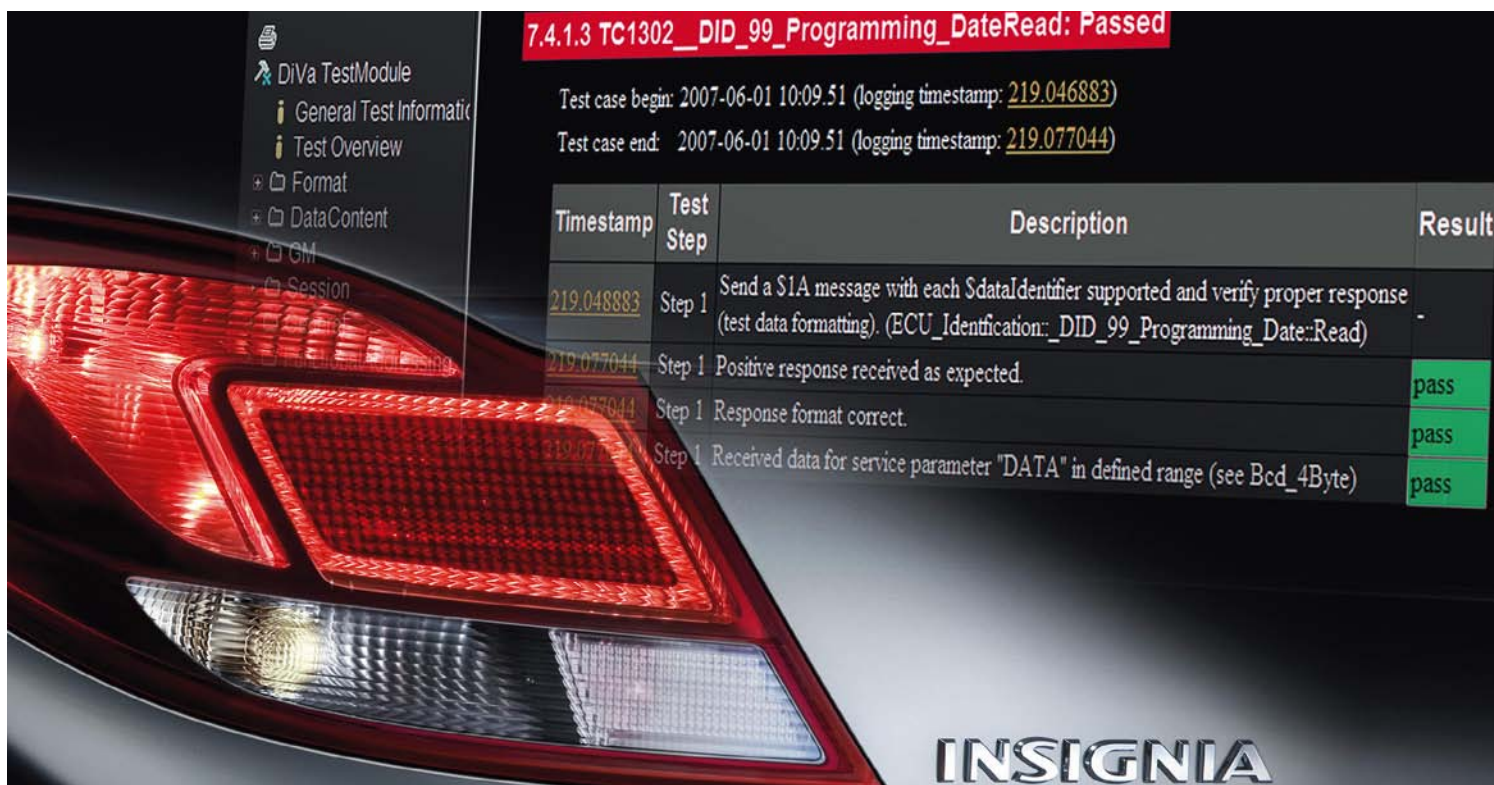 DiVa TestModule
General Test Informatic
Test Overview
Format
DataContent
GM
Session
7.4.1.3 TC1302__DID_99_Programming_DateRead: Passed
Test case begin: 2007-06-01 10:09.51 (logging timestamp: 219.046883)
Test case end: 2007-06-01 10:09.51 (logging timestamp: 219.077044)
Timestamp Test Step Description Result
219.048883 Step 1 Send a $1A message with each $dataIdentifier supported and verify proper response -
(test data formatting). (ECU_Identfication::_DID_99_Programming_Date::Read)
219.077044 Step 1 Positive response received as expected. pass
219.077044 Step 1 Response format correct. pass
Step 1 Received data for service parameter "DATA" in defined range (see Bcd_4Byte) pass
INSIGNIA